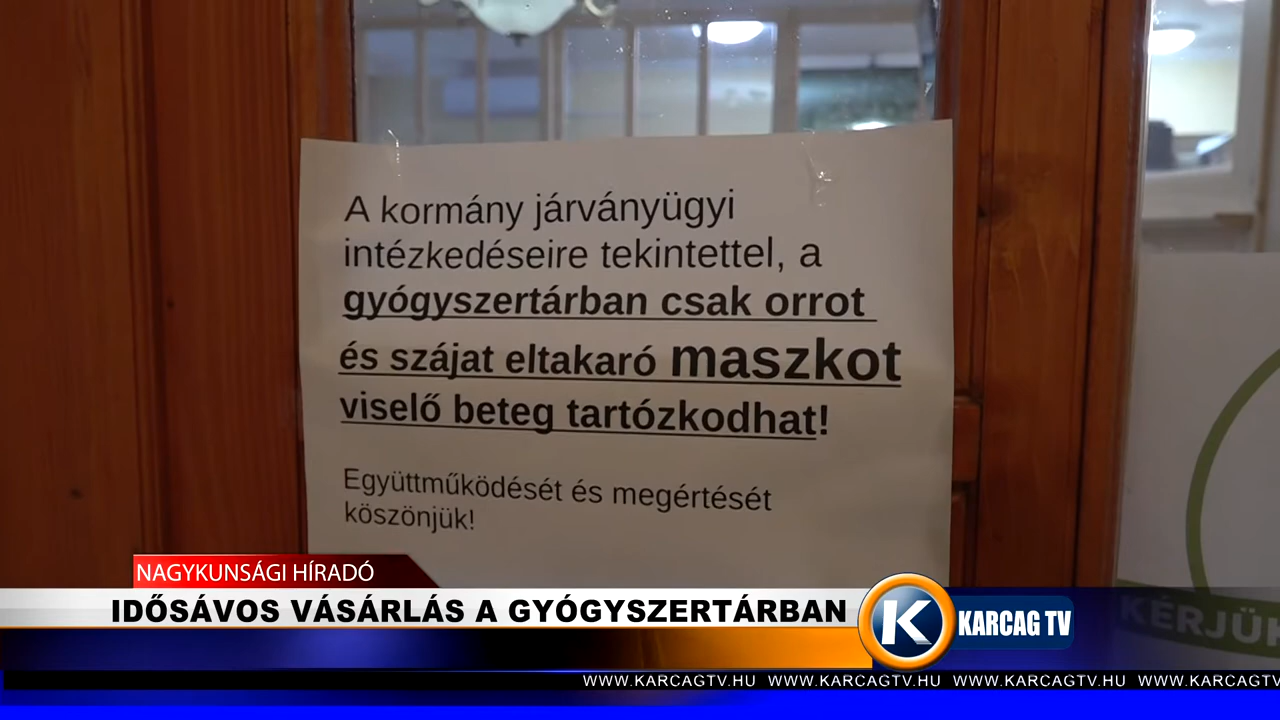 A kormány járványügyi
intézkedéseire tekintettel, a
gyógyszertárban csak orrot
és szájat eltakaró maszkot
viselő beteg tartózkodhat!
Együttműködését és megértését
köszönjük!
KÉRJÜK
NAGYKUNSÁGI HÍRADÓ
IDŐSÁVOS VÁSÁRLÁS A GYÓGYSZERTÁRBAN
K KARCAG TV
WWW.KARCAGTV.HU WWW.KARCAGTV.HU WWW.KARCAGTV.HU WWW.KARCAGTV.HU